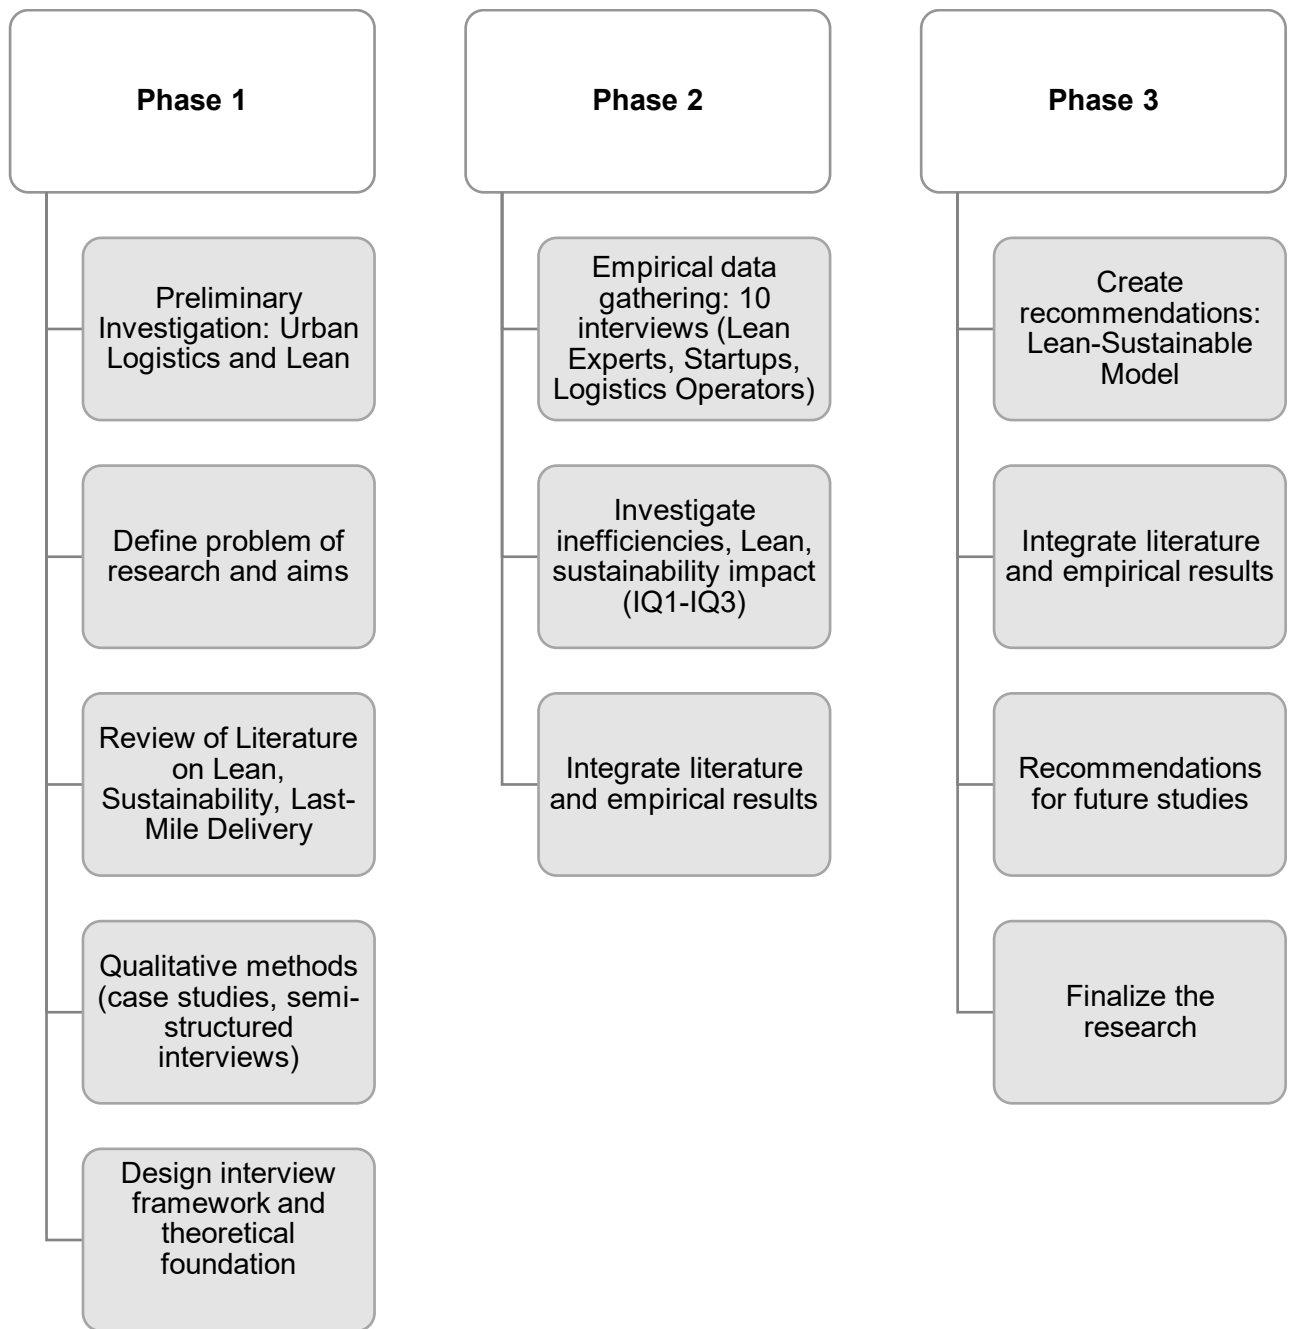 Phase 1
Preliminary
Investigation: Urban
Logistics and Lean
Define problem of
research and aims
Review of Literature
on Lean,
Sustainability, Last-
Mile Delivery
Qualitative methods
(case studies, semi-
structured
interviews)
Design interview
framework and
theoretical
foundation
Phase 2
Empirical data
gathering: 10
interviews (Lean
Experts, Startups,
Logistics Operators)
Investigate
inefficiencies, Lean,
sustainability impact
(IQ1-IQ3)
Integrate literature
and empirical results
Phase 3
Create
recommendations:
Lean-Sustainable
Model
Integrate literature
and empirical results
Recommendations
for future studies
Finalize the
research